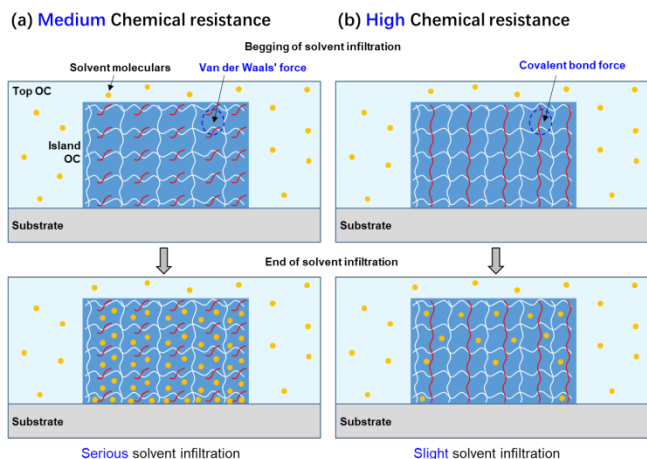 (a) Medium Chemical resistance
(b) High Chemical resistance
Begging of solvent infiltration
Solvent moleculars
Van der Waals' force
Covalent bond force
Top OC
Island
OC
Substrate
Substrate
End of solvent infiltration
Substrate
Substrate
Serious solvent infiltration
Slight solvent infiltration